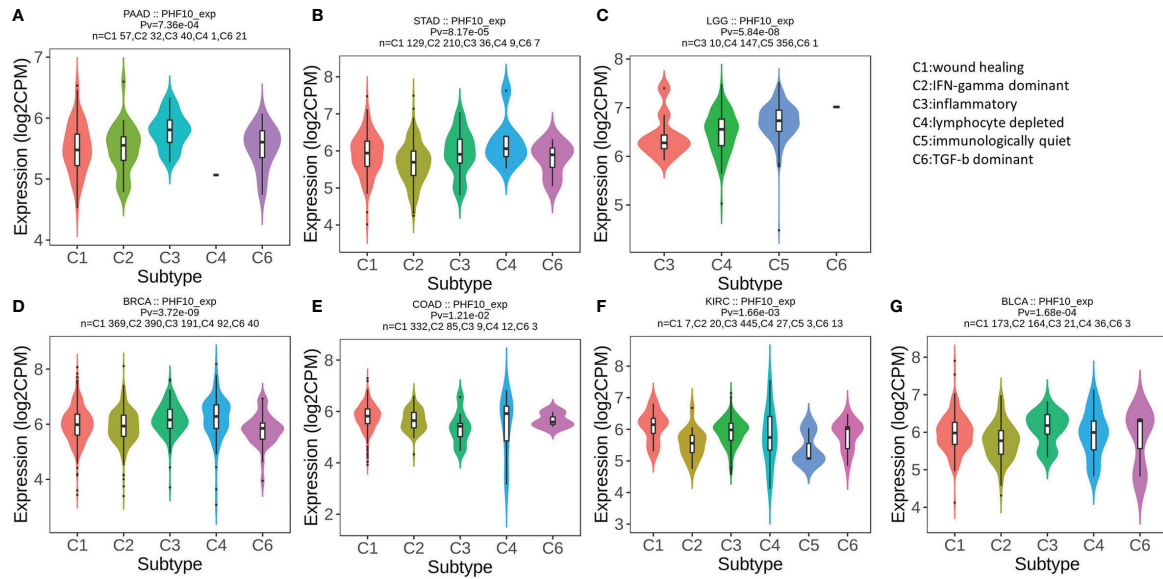 A
PAAD :: PHF10_exp
Pv=7.36e-04
n=C1 57,C2 32,C3 40,C4 1,C6 21
Expression (log2CPM)
7
6
5
4
C1 C2 C3 C4 C6
Subtype
B
STAD :: PHF10_exp
Pv=8.17e-05
n=C1 129,C2 210,C3 36,C4 9,C6 7
Expression (log2CPM)
8
7
6
5
4
C1 C2 C3 C4 C6
Subtype
C
LGG :: PHF10_exp
Pv=5.84e-08
n=C3 10,C4 147,C5 356,C6 1
Expression (log2CPM)
8
7
6
5
C3 C4 C5 C6
Subtype
C1:wound healing
C2:IFN-gamma dominant
C3:inflammatory
C4:lymphocyte depleted
C5:immunologically quiet
C6:TGF-b dominant
D
BRCA :: PHF10_exp
Pv=3.72e-09
n=C1 369,C2 390,C3 191,C4 92,C6 40
Expression (log2CPM)
8
6
4
C1 C2 C3 C4 C6
Subtype
E
COAD :: PHF10_exp
Pv=1.21e-02
n=C1 332,C2 85,C3 9,C4 12,C6 3
Expression (log2CPM)
8
6
4
2
C1 C2 C3 C4 C6
Subtype
F
KIRC :: PHF10_exp
Pv=1.66e-03
n=C1 7,C2 20,C3 445,C4 27,C5 3,C6 13
Expression (log2CPM)
8
7
6
5
4
3
C1 C2 C3 C4 C5 C6
Subtype
G
BLCA :: PHF10_exp
Pv=1.68e-04
n=C1 173,C2 164,C3 21,C4 36,C6 3
Expression (log2CPM)
8
7
6
5
4
C1 C2 C3 C4 C6
Subtype